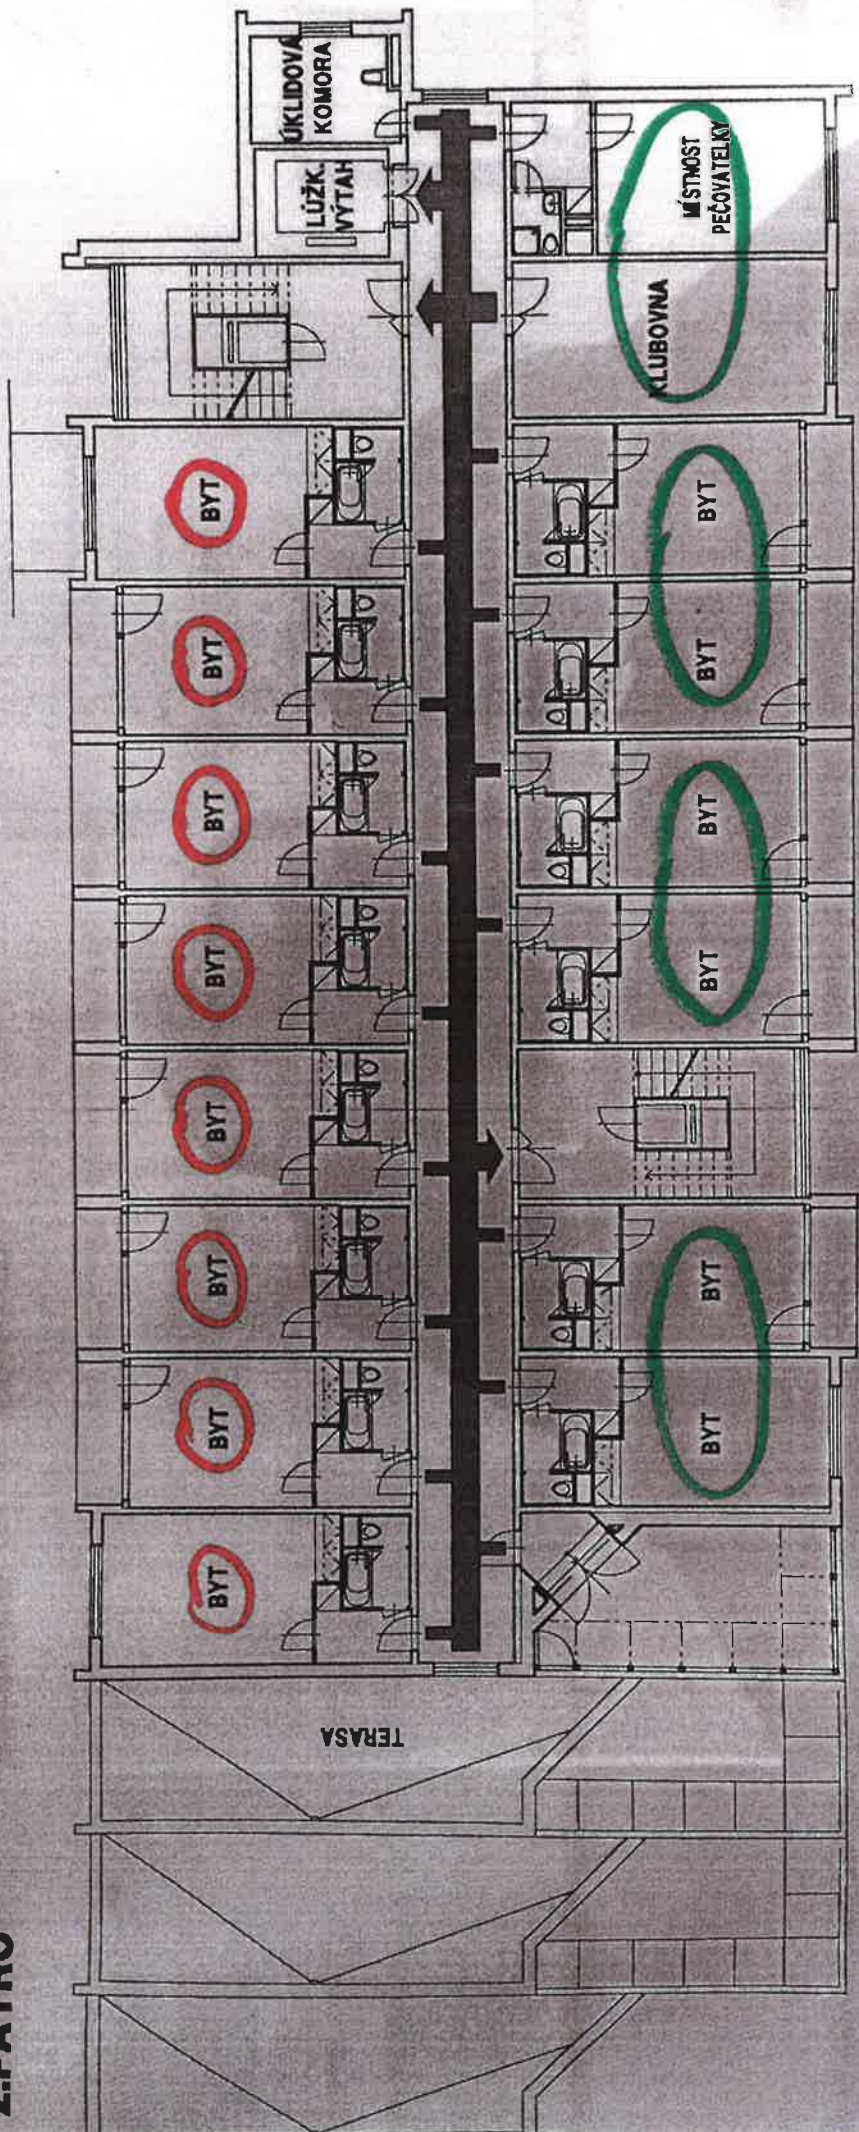 2.PATRO
BYT
BYT
BYT
BYT
BYT
BYT
BYT
BYT
LŮŽK.
VÝTAH
ÚKLIDOVÁ
KOMORA
TERASA
BYT
BYT
BYT
BYT
BYT
BYT
KLUBOVNA
MÍSTNOST
PEČOVATELKY